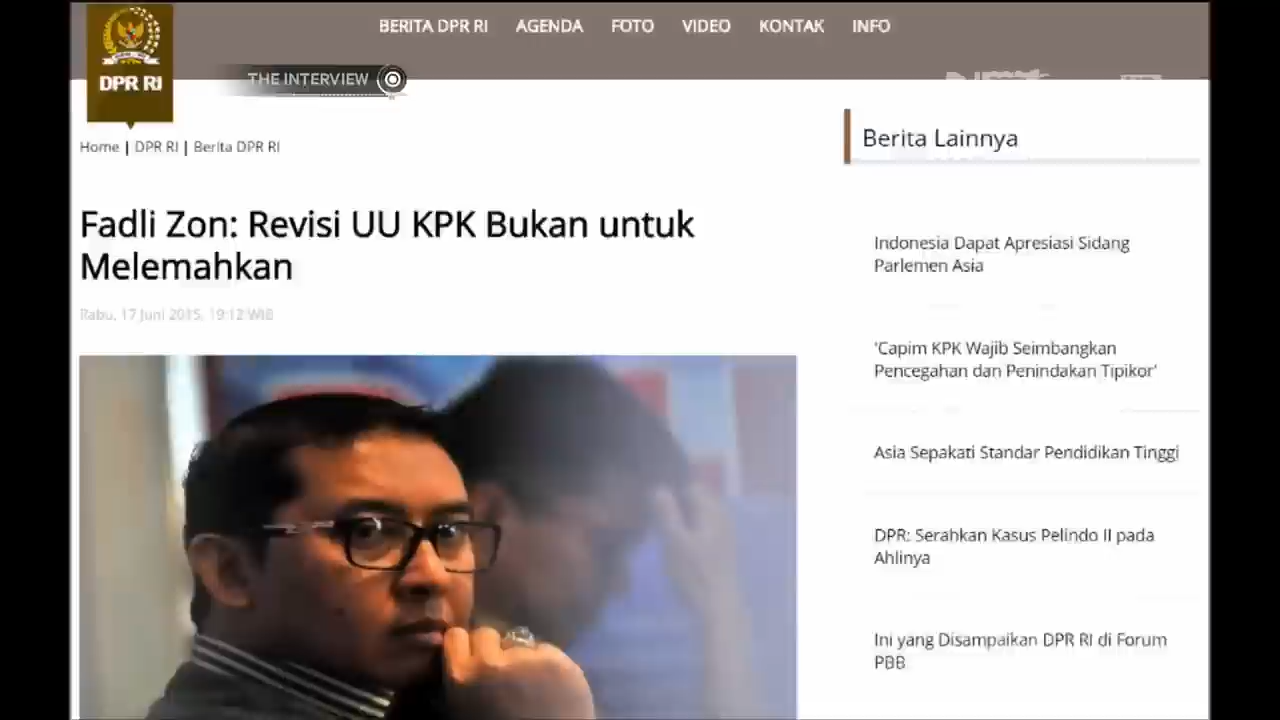 BERITA DPR RI AGENDA FOTO VIDEO KONTAK INFO
DPR RI
THE INTERVIEW
Home | DPR RI | Berita DPR RI
Fadli Zon: Revisi UU KPK Bukan untuk
Melemahkan
Rabu, 17 Juni 2015, 19:12 WIB
Berita Lainnya
Indonesia Dapat Apresiasi Sidang
Parlemen Asia
'Capim KPK Wajib Seimbangkan
Pencegahan dan Penindakan Tipikor'
Asia Sepakati Standar Pendidikan Tinggi
DPR: Serahkan Kasus Pelindo II pada
Ahlinya
Ini yang Disampaikan DPR RI di Forum
PBB